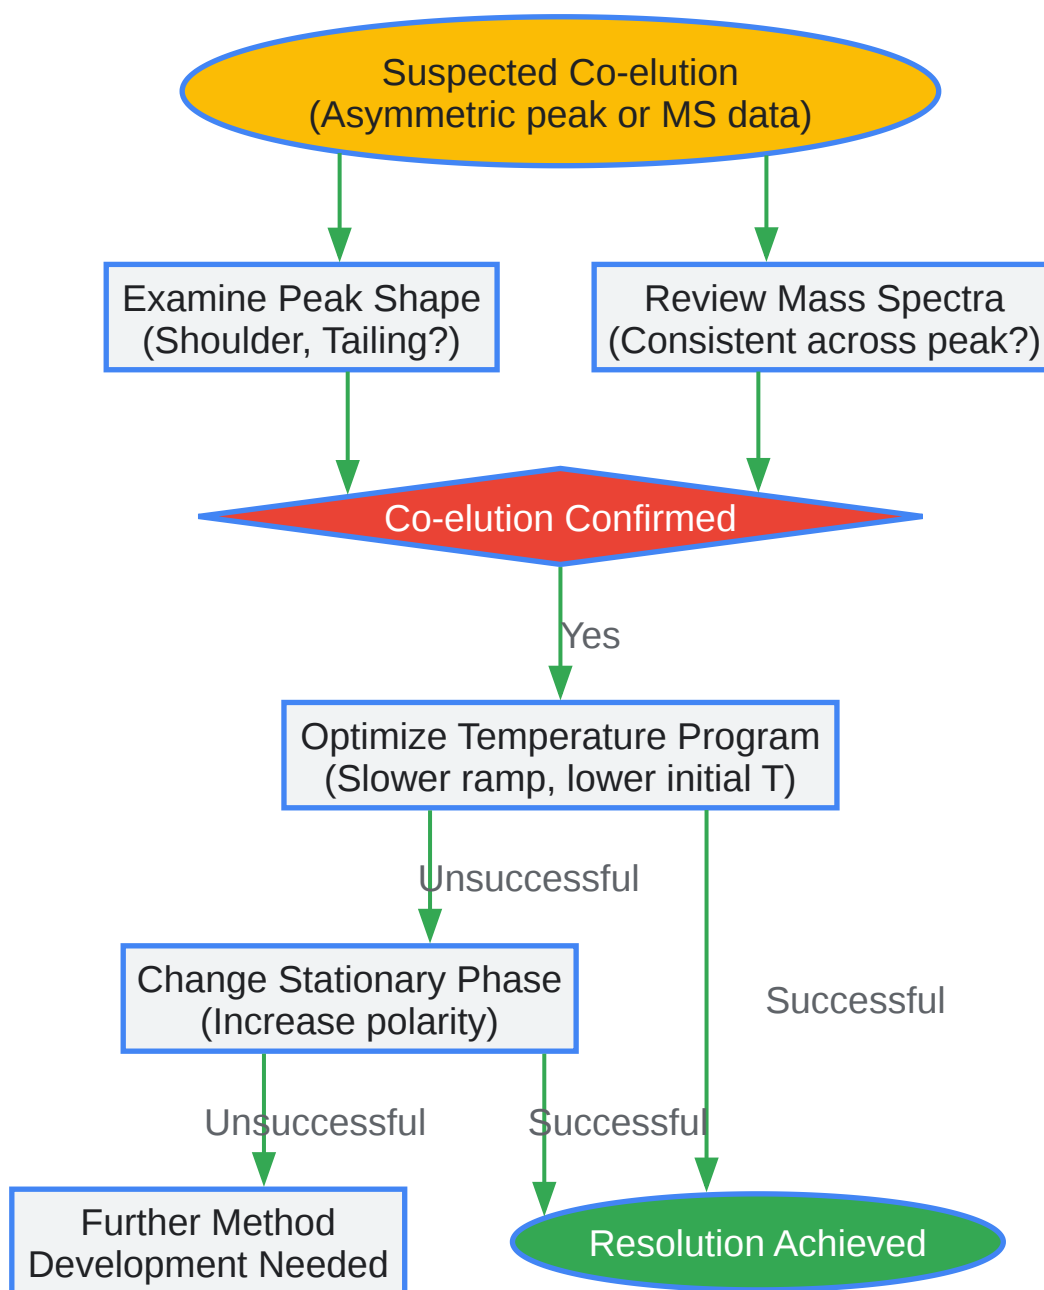 Suspected Co-elution
(Asymmetric peak or MS data)
Examine Peak Shape
(Shoulder, Tailing?)
Review Mass Spectra
(Consistent across peak?)
Co-elution Confirmed
Yes
Optimize Temperature Program
(Slower ramp, lower initial T)
Unsuccessful
Change Stationary Phase
(Increase polarity)
Successful
Unsuccessful
Successful
Further Method
Development Needed
Resolution Achieved